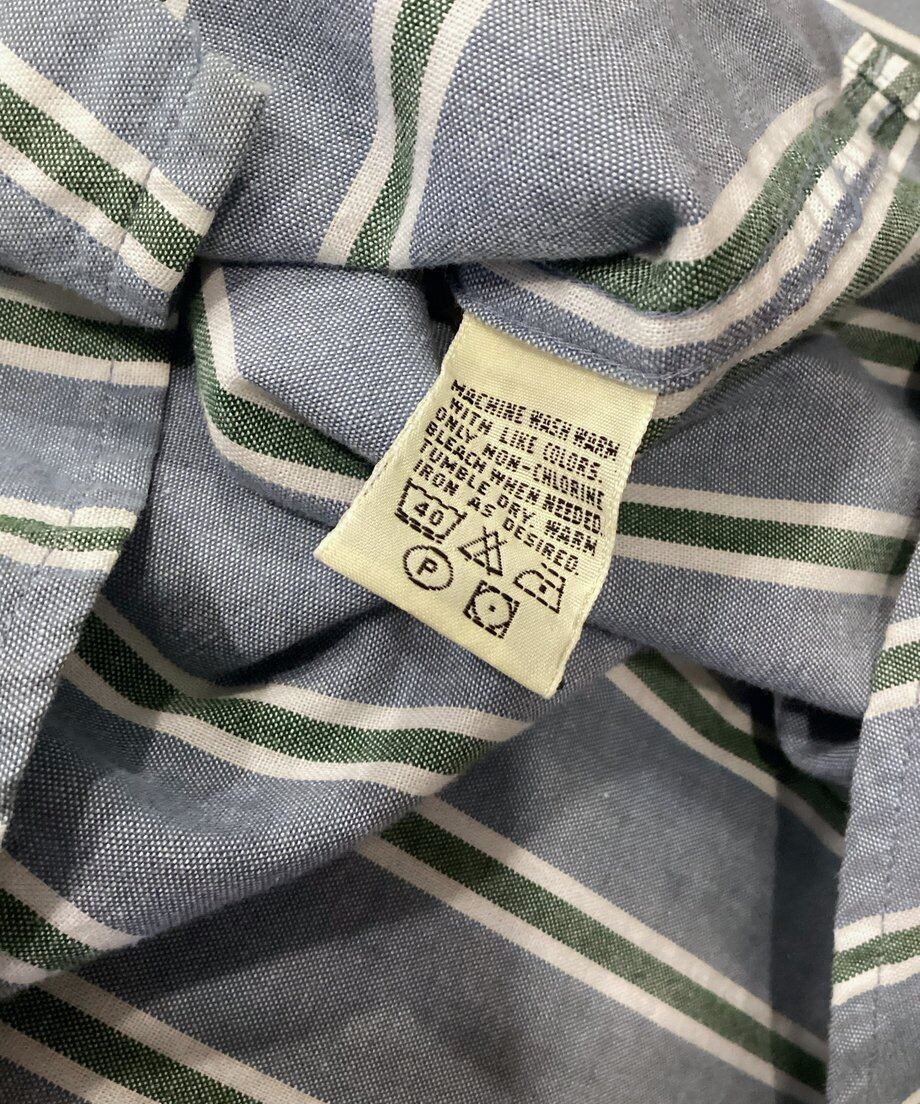 MACHINE WASH WARM
WITH LIKE COLORS.
ONLY NON-CHLORINE
BLEACH WHEN NEEDED.
TUMBLE DRY. WARM
IRON AS DESIRED.
40
P